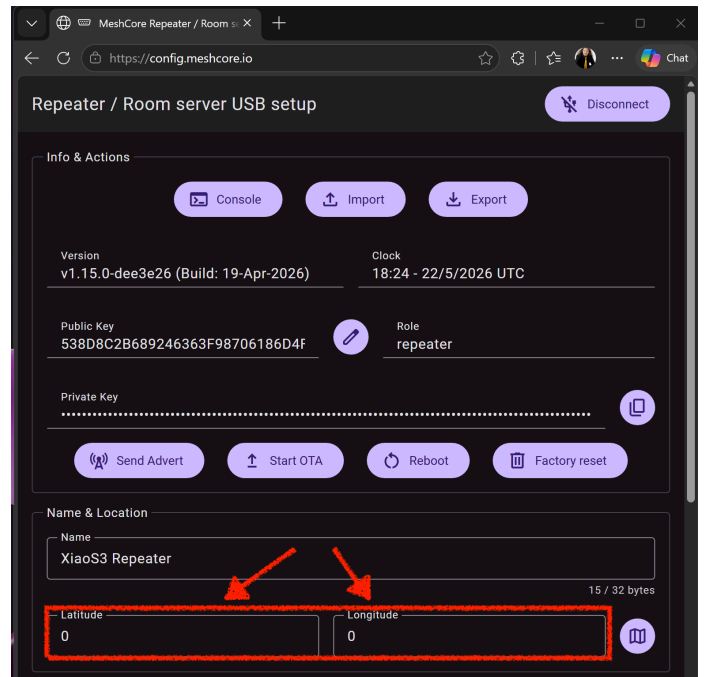 MeshCore Repeater / Room se
https://config.meshcore.io
Chat
Repeater / Room server USB setup
Disconnect
Info & Actions
Console
Import
Export
Version
v1.15.0-dee3e26 (Build: 19-Apr-2026)
Clock
18:24 - 22/5/2026 UTC
Public Key
538D8C2B689246363F98706186D4F
Role
repeater
Private Key
Send Advert
Start OTA
Reboot
Factory reset
Name & Location
Name
XiaoS3 Repeater
15 / 32 bytes
Latitude
0
Longitude
0